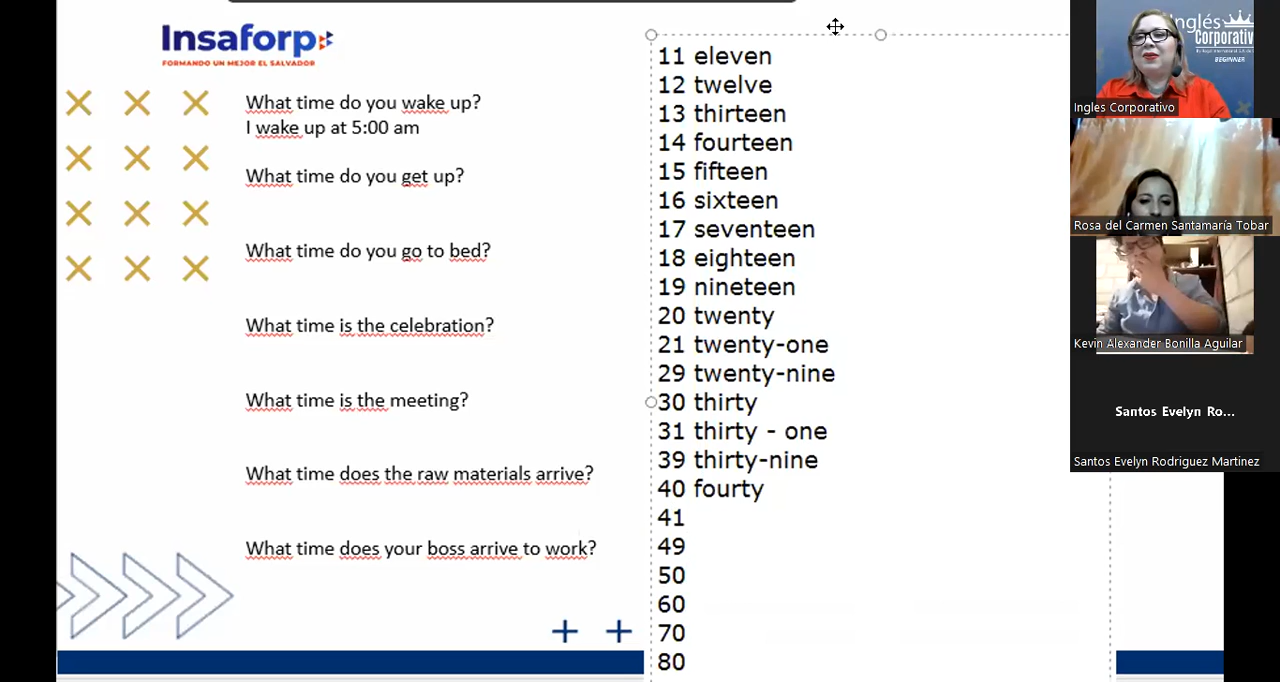 Insaforp
FORMANDO UN MEJOR EL SALVADOR
What time do you wake up?
I wake up at 5:00 am
What time do you get up?
What time do you go to bed?
What time is the celebration?
What time is the meeting?
What time does the raw materials arrive?
What time does your boss arrive to work?
11 eleven
12 twelve
13 thirteen
14 fourteen
15 fifteen
16 sixteen
17 seventeen
18 eighteen
19 nineteen
20 twenty
21 twenty-one
29 twenty-nine
30 thirty
31 thirty - one
39 thirty-nine
40 fourty
41
49
50
60
70
80
Inglés
Corporativo
BEGINNER
Ingles Corporativo
Rosa del Carmen Santamaría Tobar
Kevin Alexander Bonilla Aguilar
Santos Evelyn Ro...
Santos Evelyn Rodriguez Martinez